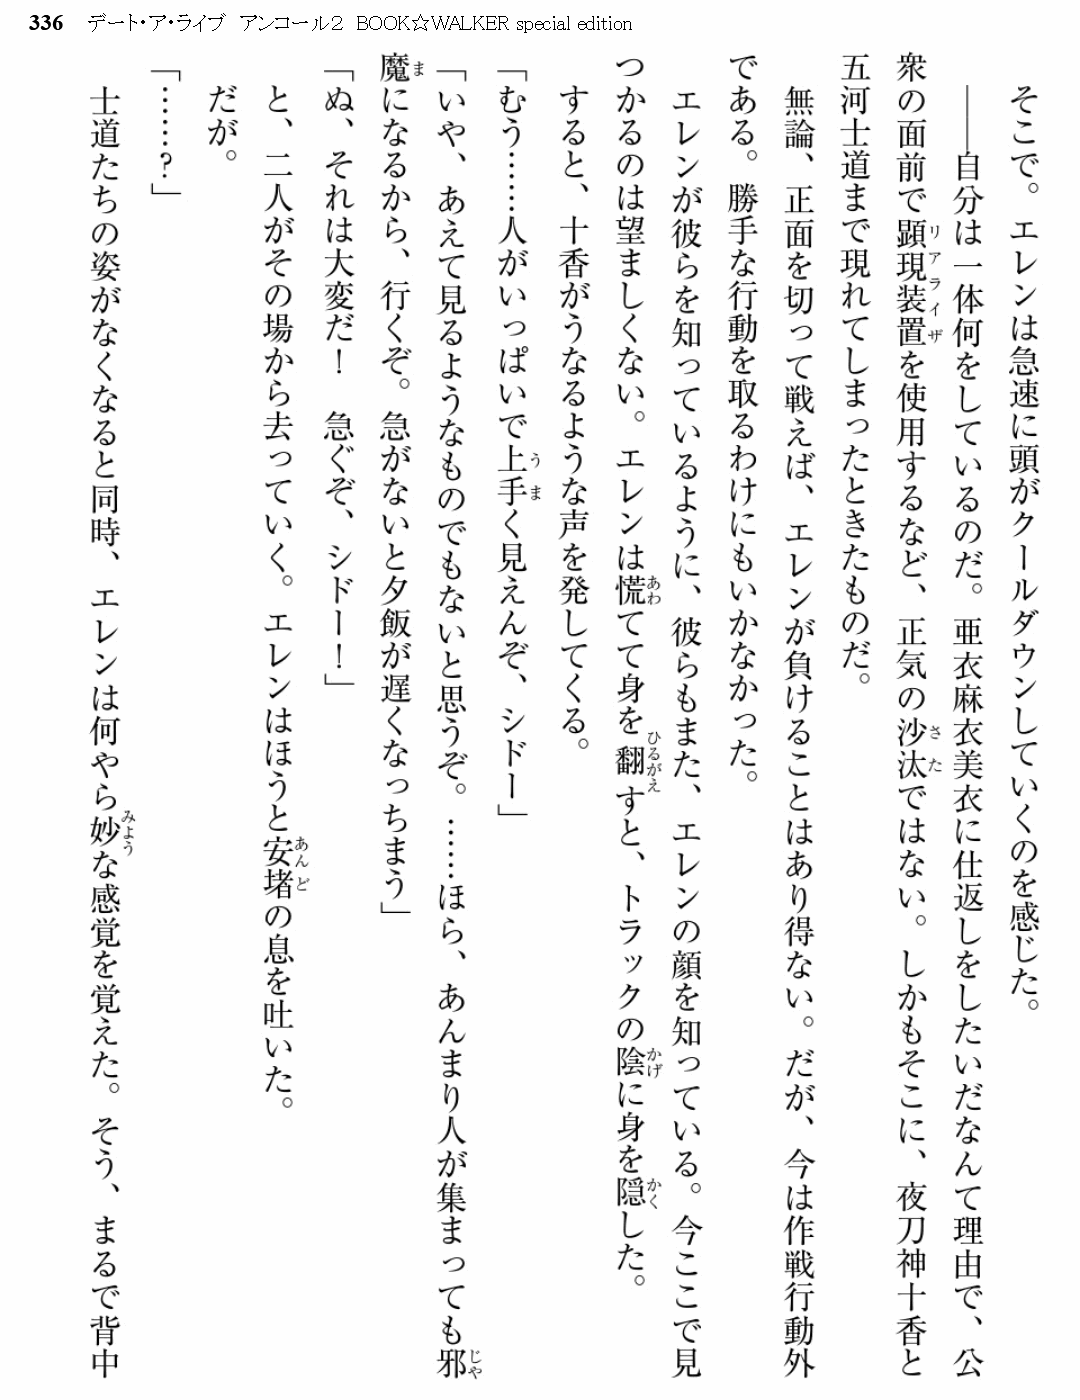 336 デート・ア・ライブ アンコール2 BOOK☆WALKER special edition
そこで。エレンは急速に頭がクールダウンしていくのを感じた。
――自分は一体何をしているのだ。亜衣麻衣美衣に仕返しをしたいだなんて理由で、公
衆の面前で顕現装置を使用するなど、正気の沙汰ではない。しかもそこに、夜刀神十香と
リアライザ
さた
五河士道まで現れてしまったときたものだ。
無論、正面を切って戦えば、エレンが負けることはあり得ない。だが、今は作戦行動外
である。勝手な行動を取るわけにもいかなかった。
エレンが彼らを知っているように、彼らもまた、エレンの顔を知っている。今ここで見
つかるのは望ましくない。エレンは慌てて身を翻すと、トラックの陰に身を隠した。
あわ
ひるがえ
かげ
かく
すると、十香がうなるような声を発してくる。
「むう……人がいっぱいで上手く見えんぞ、シドー」
うま
「いや、あえて見るようなものでもないと思うぞ。……ほら、あんまり人が集まっても邪
じゃ
魔になるから、行くぞ。急がないと夕飯が遅くなっちまう」
ま
「ぬ、それは大変だ！　急ぐぞ、シドー！」
と、二人がその場から去っていく。エレンはほうと安堵の息を吐いた。
あんど
だが。
「……？」
士道たちの姿がなくなると同時、エレンは何やら妙な感覚を覚えた。そう、まるで背中
みよう